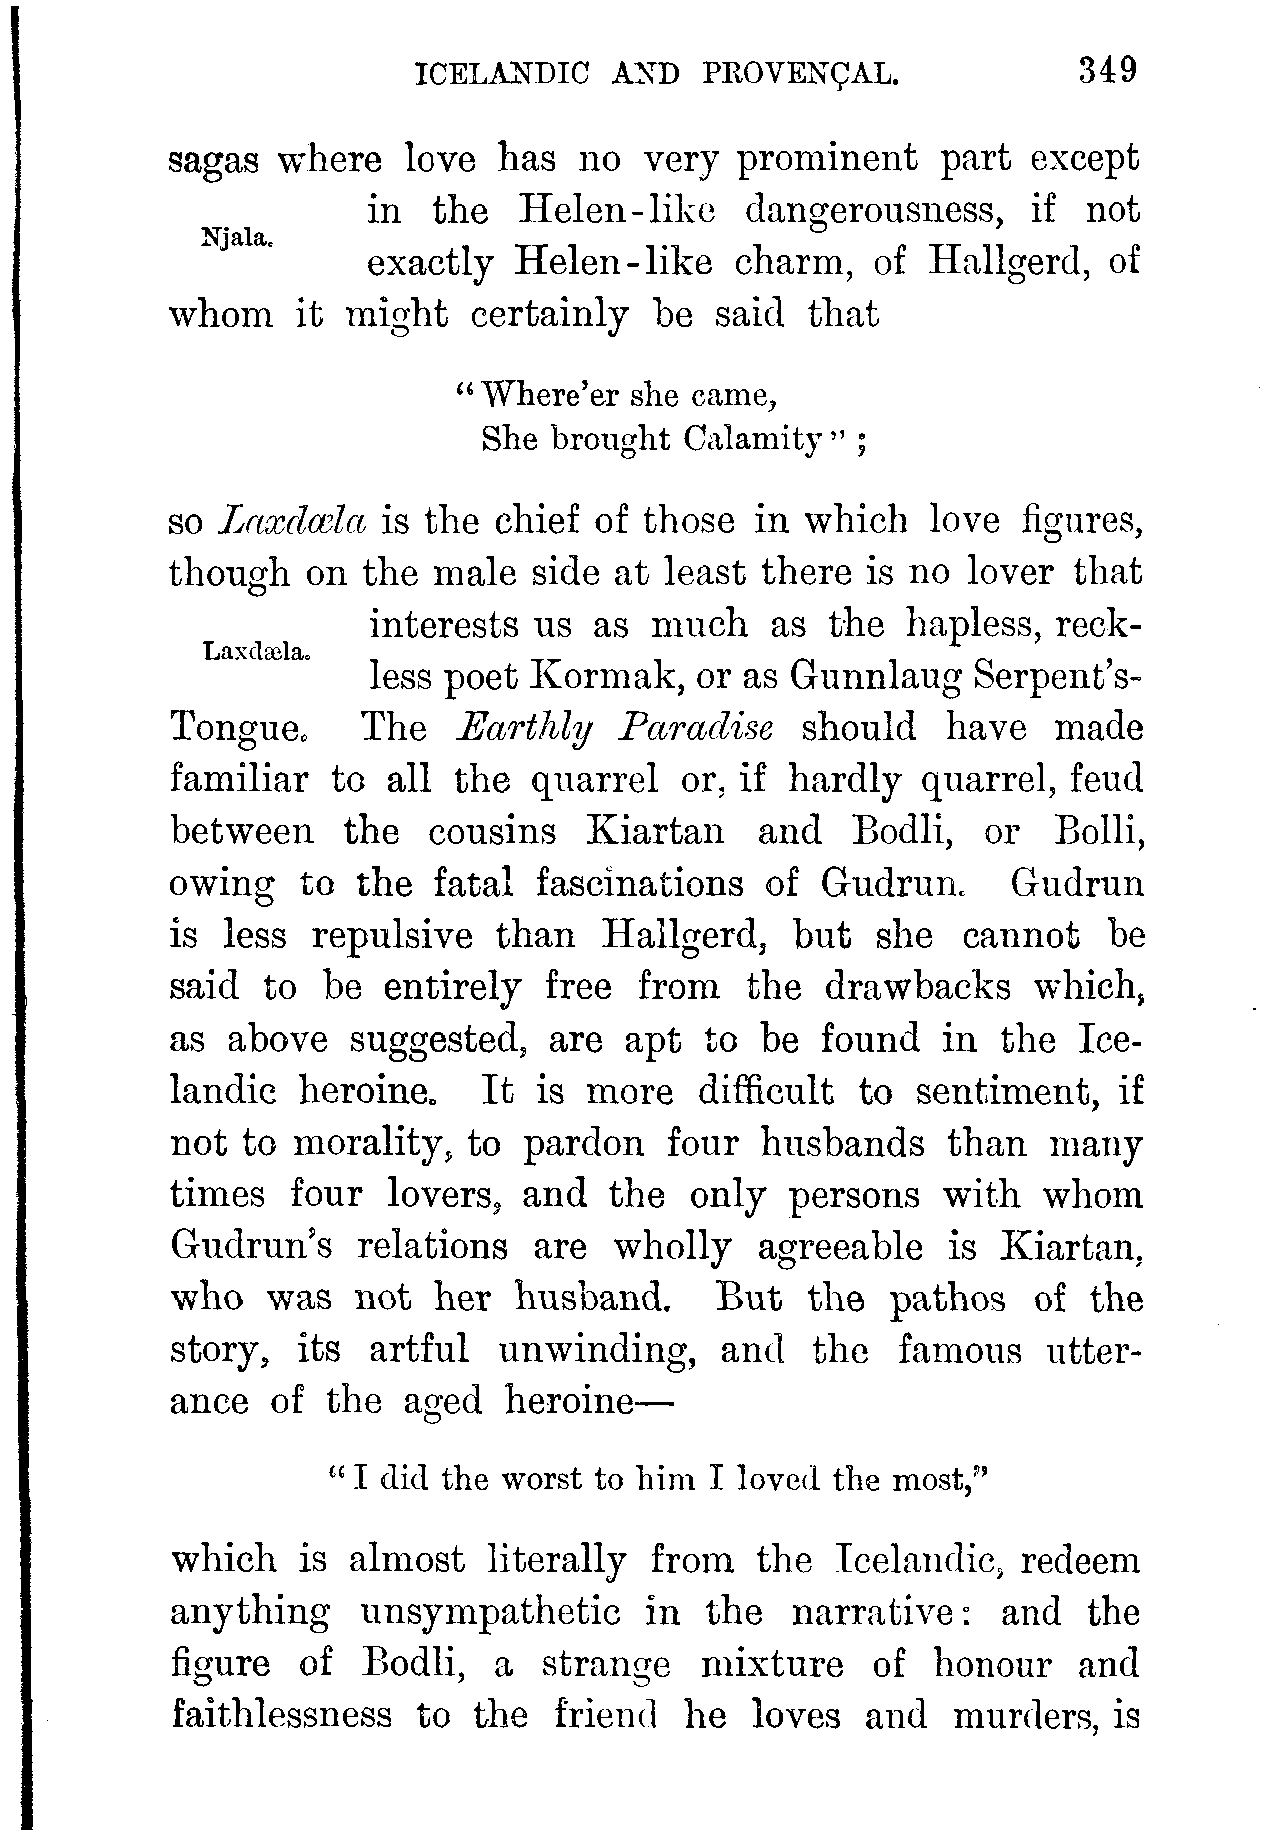 ICELANDIC AND PROVENÇAL. 349
sagas where love has no very prominent part except
in the Helen-like dangerousness, if not
Njala.
exactly Helen-like charm, of Hallgerd, of
whom it might certainly be said that
"Where'er she came,
She brought Calamity";
so Laxdæla is the chief of those in which love figures,
though on the male side at least there is no lover that
interests us as much as the hapless, reck-
Laxdæla.
less poet Kormak, or as Gunnlaug Serpent's-
Tongue. The Earthly Paradise should have made
familiar to all the quarrel or, if hardly quarrel, feud
between the cousins Kiartan and Bodli, or Bolli,
owing to the fatal fascinations of Gudrun. Gudrun
is less repulsive than Hallgerd, but she cannot be
said to be entirely free from the drawbacks which,
as above suggested, are apt to be found in the Ice-
landic heroine. It is more difficult to sentiment, if
not to morality, to pardon four husbands than many
times four lovers, and the only persons with whom
Gudrun's relations are wholly agreeable is Kiartan,
who was not her husband. But the pathos of the
story, its artful unwinding, and the famous utter-
ance of the aged heroine—
"I did the worst to him I loved the most,"
which is almost literally from the Icelandic, redeem
anything unsympathetic in the narrative: and the
figure of Bodli, a strange mixture of honour and
faithlessness to the friend he loves and murders, is